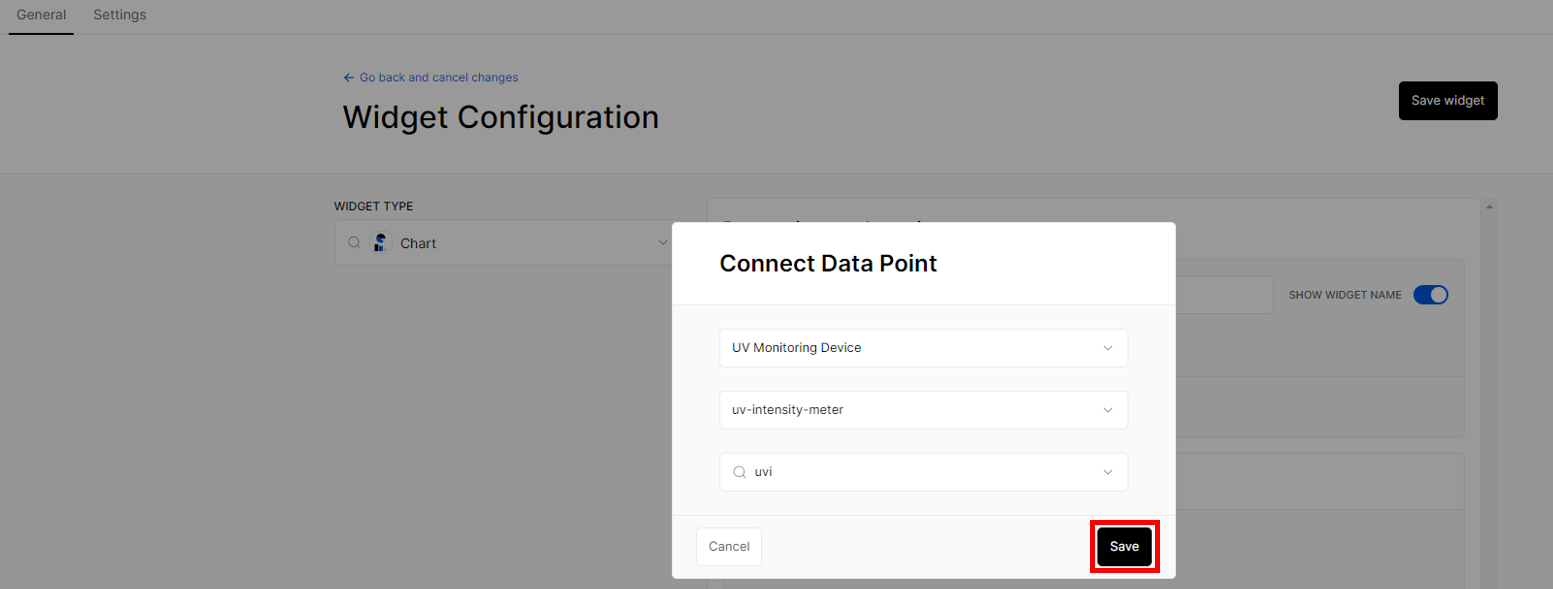 General
Settings
Go back and cancel changes
Widget Configuration
Save widget
WIDGET TYPE
Chart
SHOW WIDGET NAME
Connect Data Point
UV Monitoring Device
uv-intensity-meter
uvi
Cancel
Save